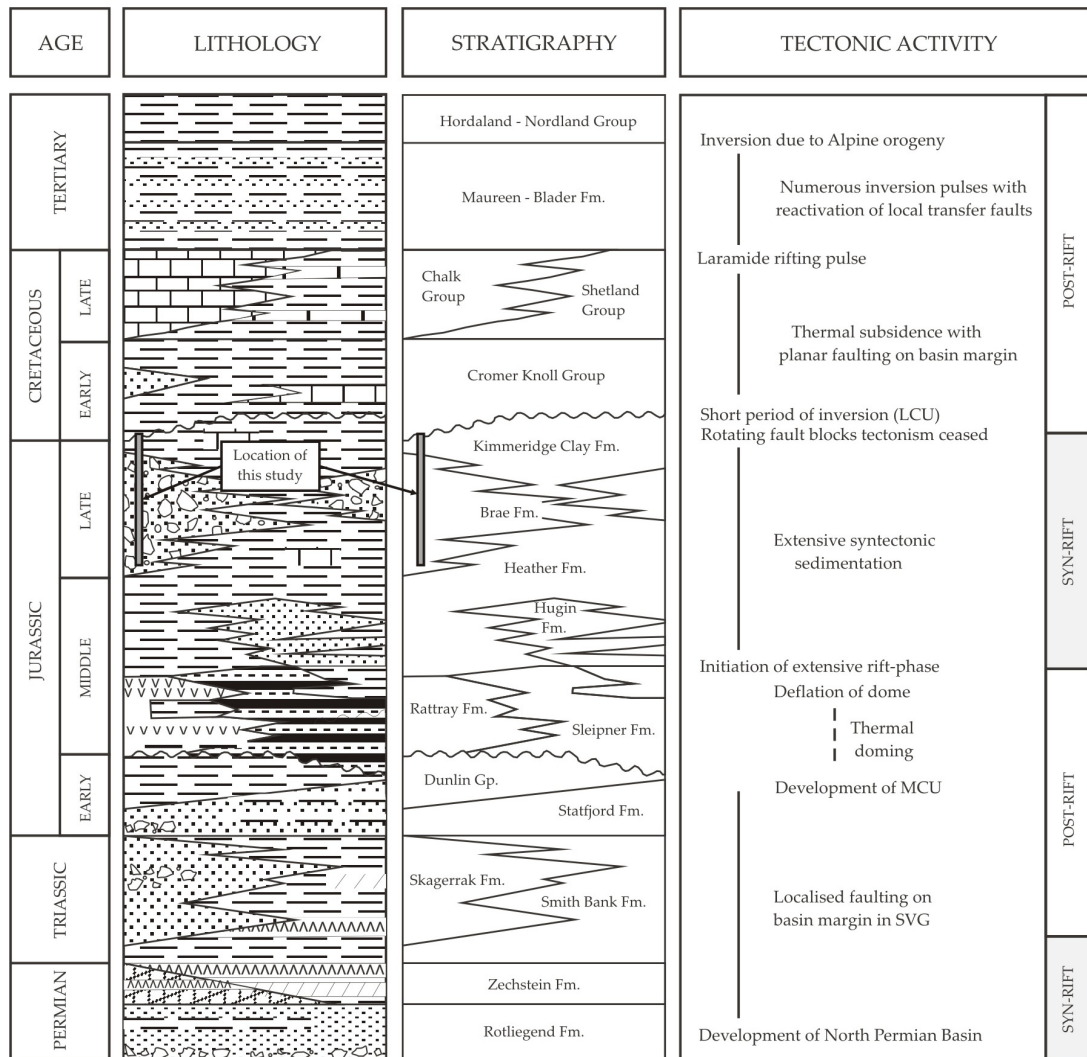 AGE
LITHOLOGY
STRATIGRAPHY
TECTONIC ACTIVITY
TERTIARY
CRETACEOUS
LATE
EARLY
JURASSIC
LATE
MIDDLE
EARLY
TRIASSIC
PERMIAN
Location of
this study
Hordaland - Nordland Group
Maureen - Blader Fm.
Chalk
Group
Shetland
Group
Cromer Knoll Group
Kimmeridge Clay Fm.
Brae Fm.
Heather Fm.
Hugin
Fm.
Rattray Fm.
Sleipner Fm.
Dunlin Gp.
Statfjord Fm.
Skagerrak Fm.
Smith Bank Fm.
Zechstein Fm.
Rotliegend Fm.
Inversion due to Alpine orogeny
Numerous inversion pulses with
reactivation of local transfer faults
Laramide rifting pulse
Thermal subsidence with
planar faulting on basin margin
Short period of inversion (LCU)
Rotating fault blocks tectonism ceased
Extensive syntectonic
sedimentation
Initiation of extensive rift-phase
Deflation of dome
Thermal
doming
Development of MCU
Localised faulting on
basin margin in SVG
Development of North Permian Basin
POST-RIFT
SYN-RIFT
POST-RIFT
SYN-RIFT